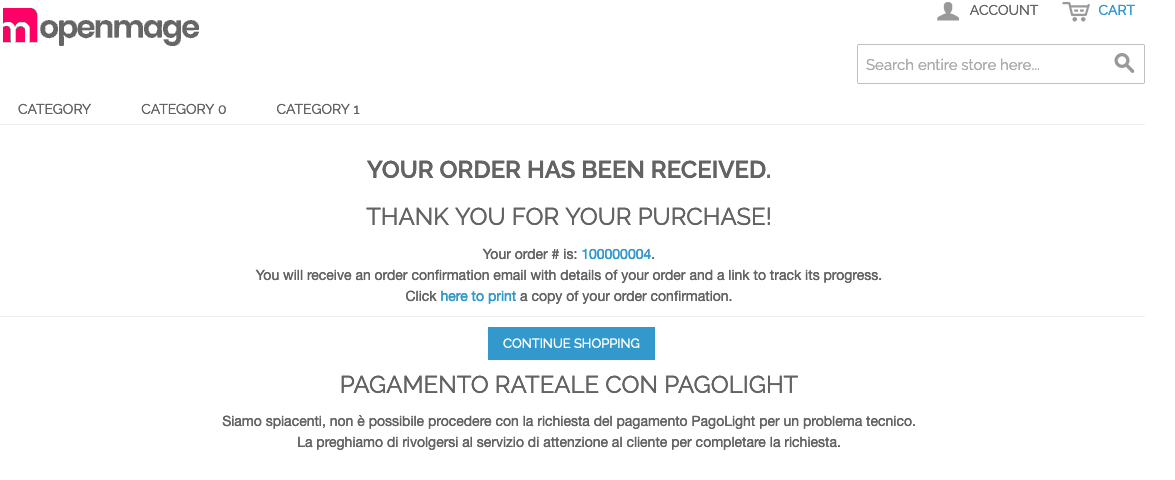 openmage
ACCOUNT
CART
Search entire store here...
CATEGORY
CATEGORY 0
CATEGORY 1
YOUR ORDER HAS BEEN RECEIVED.
THANK YOU FOR YOUR PURCHASE!
Your order # is: 100000004.
You will receive an order confirmation email with details of your order and a link to track its progress.
Click here to print a copy of your order confirmation.
CONTINUE SHOPPING
PAGAMENTO RATEALE CON PAGOLIGHT
Siamo spiacenti, non è possibile procedere con la richiesta del pagamento PagoLight per un problema tecnico.
La preghiamo di rivolgersi al servizio di attenzione al cliente per completare la richiesta.